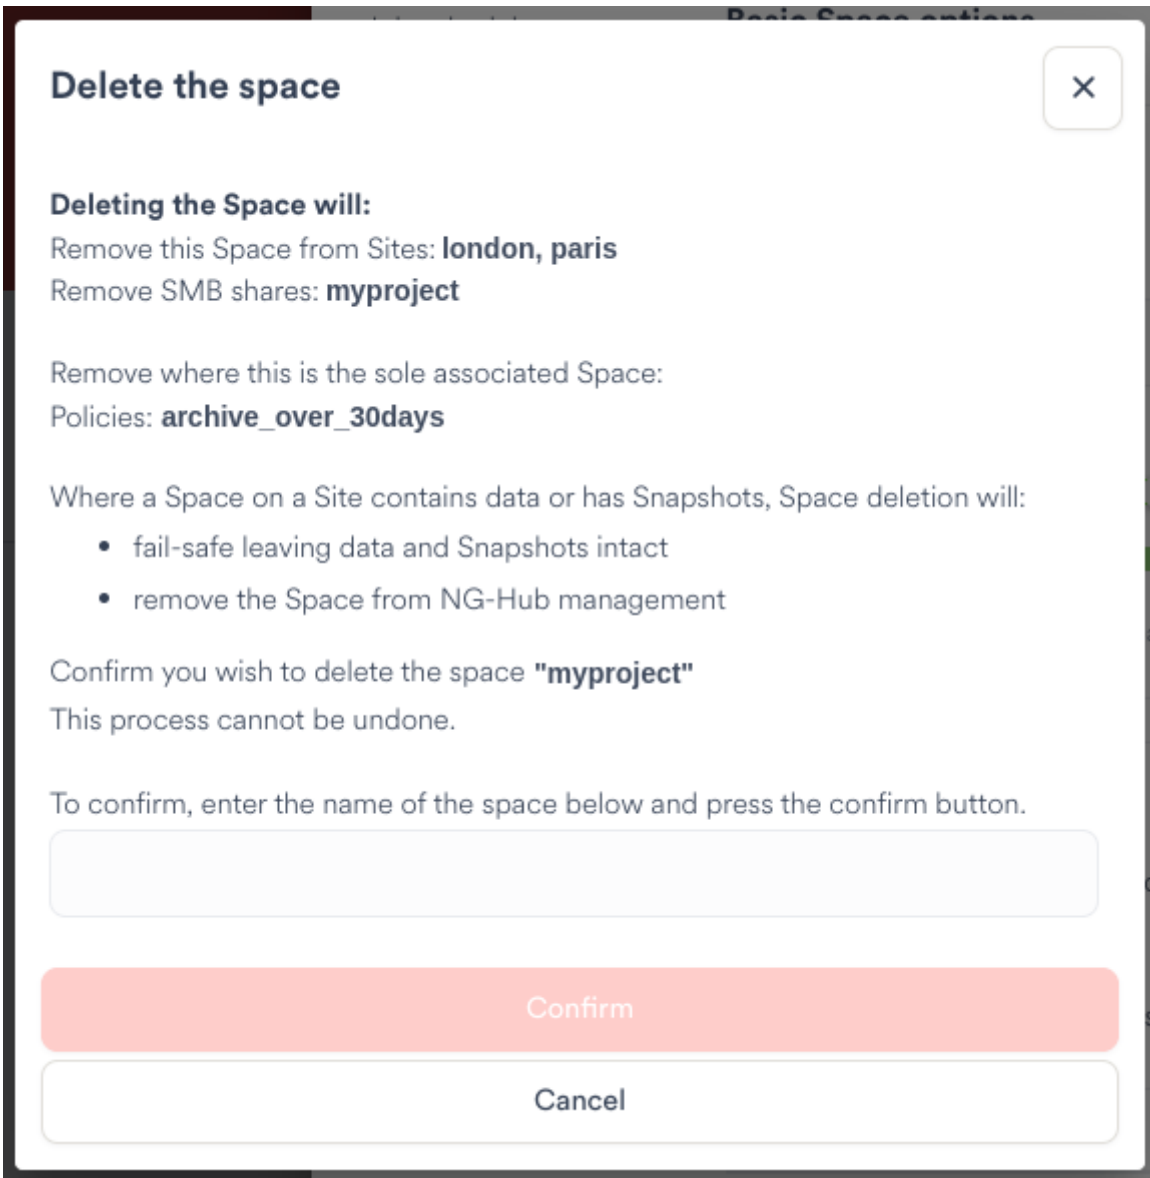 Basic Space options
Delete the space
Deleting the Space will:
Remove this Space from Sites: london, paris
Remove SMB shares: myproject
Remove where this is the sole associated Space:
Policies: archive_over_30days
Where a Space on a Site contains data or has Snapshots, Space deletion will:
• fail-safe leaving data and Snapshots intact
• remove the Space from NG-Hub management
Confirm you wish to delete the space "myproject"
This process cannot be undone.
To confirm, enter the name of the space below and press the confirm button.
Confirm
Cancel